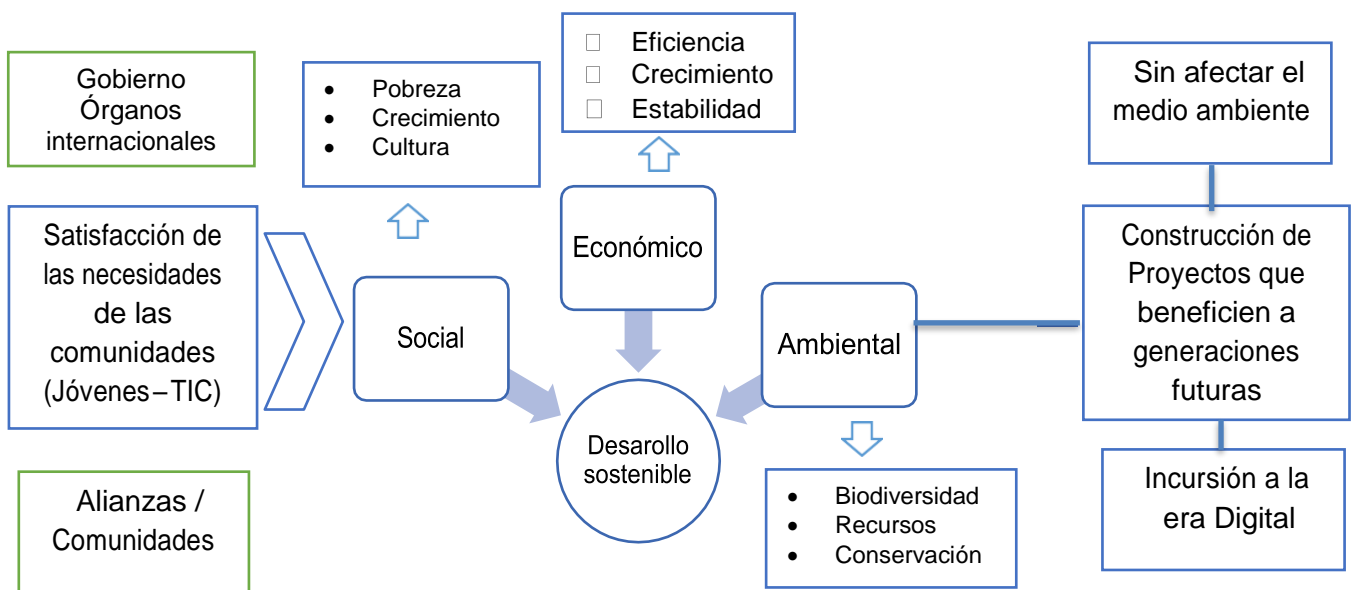 Gobierno
Órganos
internacionales
Satisfacción de
las necesidades
de las
comunidades
(Jóvenes–TIC)
Alianzas /
Comunidades
• Pobreza
• Crecimiento
• Cultura
Social
Eficiencia
Crecimiento
Estabilidad
Económico
Desarollo
sostenible
Ambiental
• Biodiversidad
• Recursos
• Conservación
Sin afectar el
medio ambiente
Construcción de
Proyectos que
beneficien a
generaciones
futuras
Incursión a la
era Digital